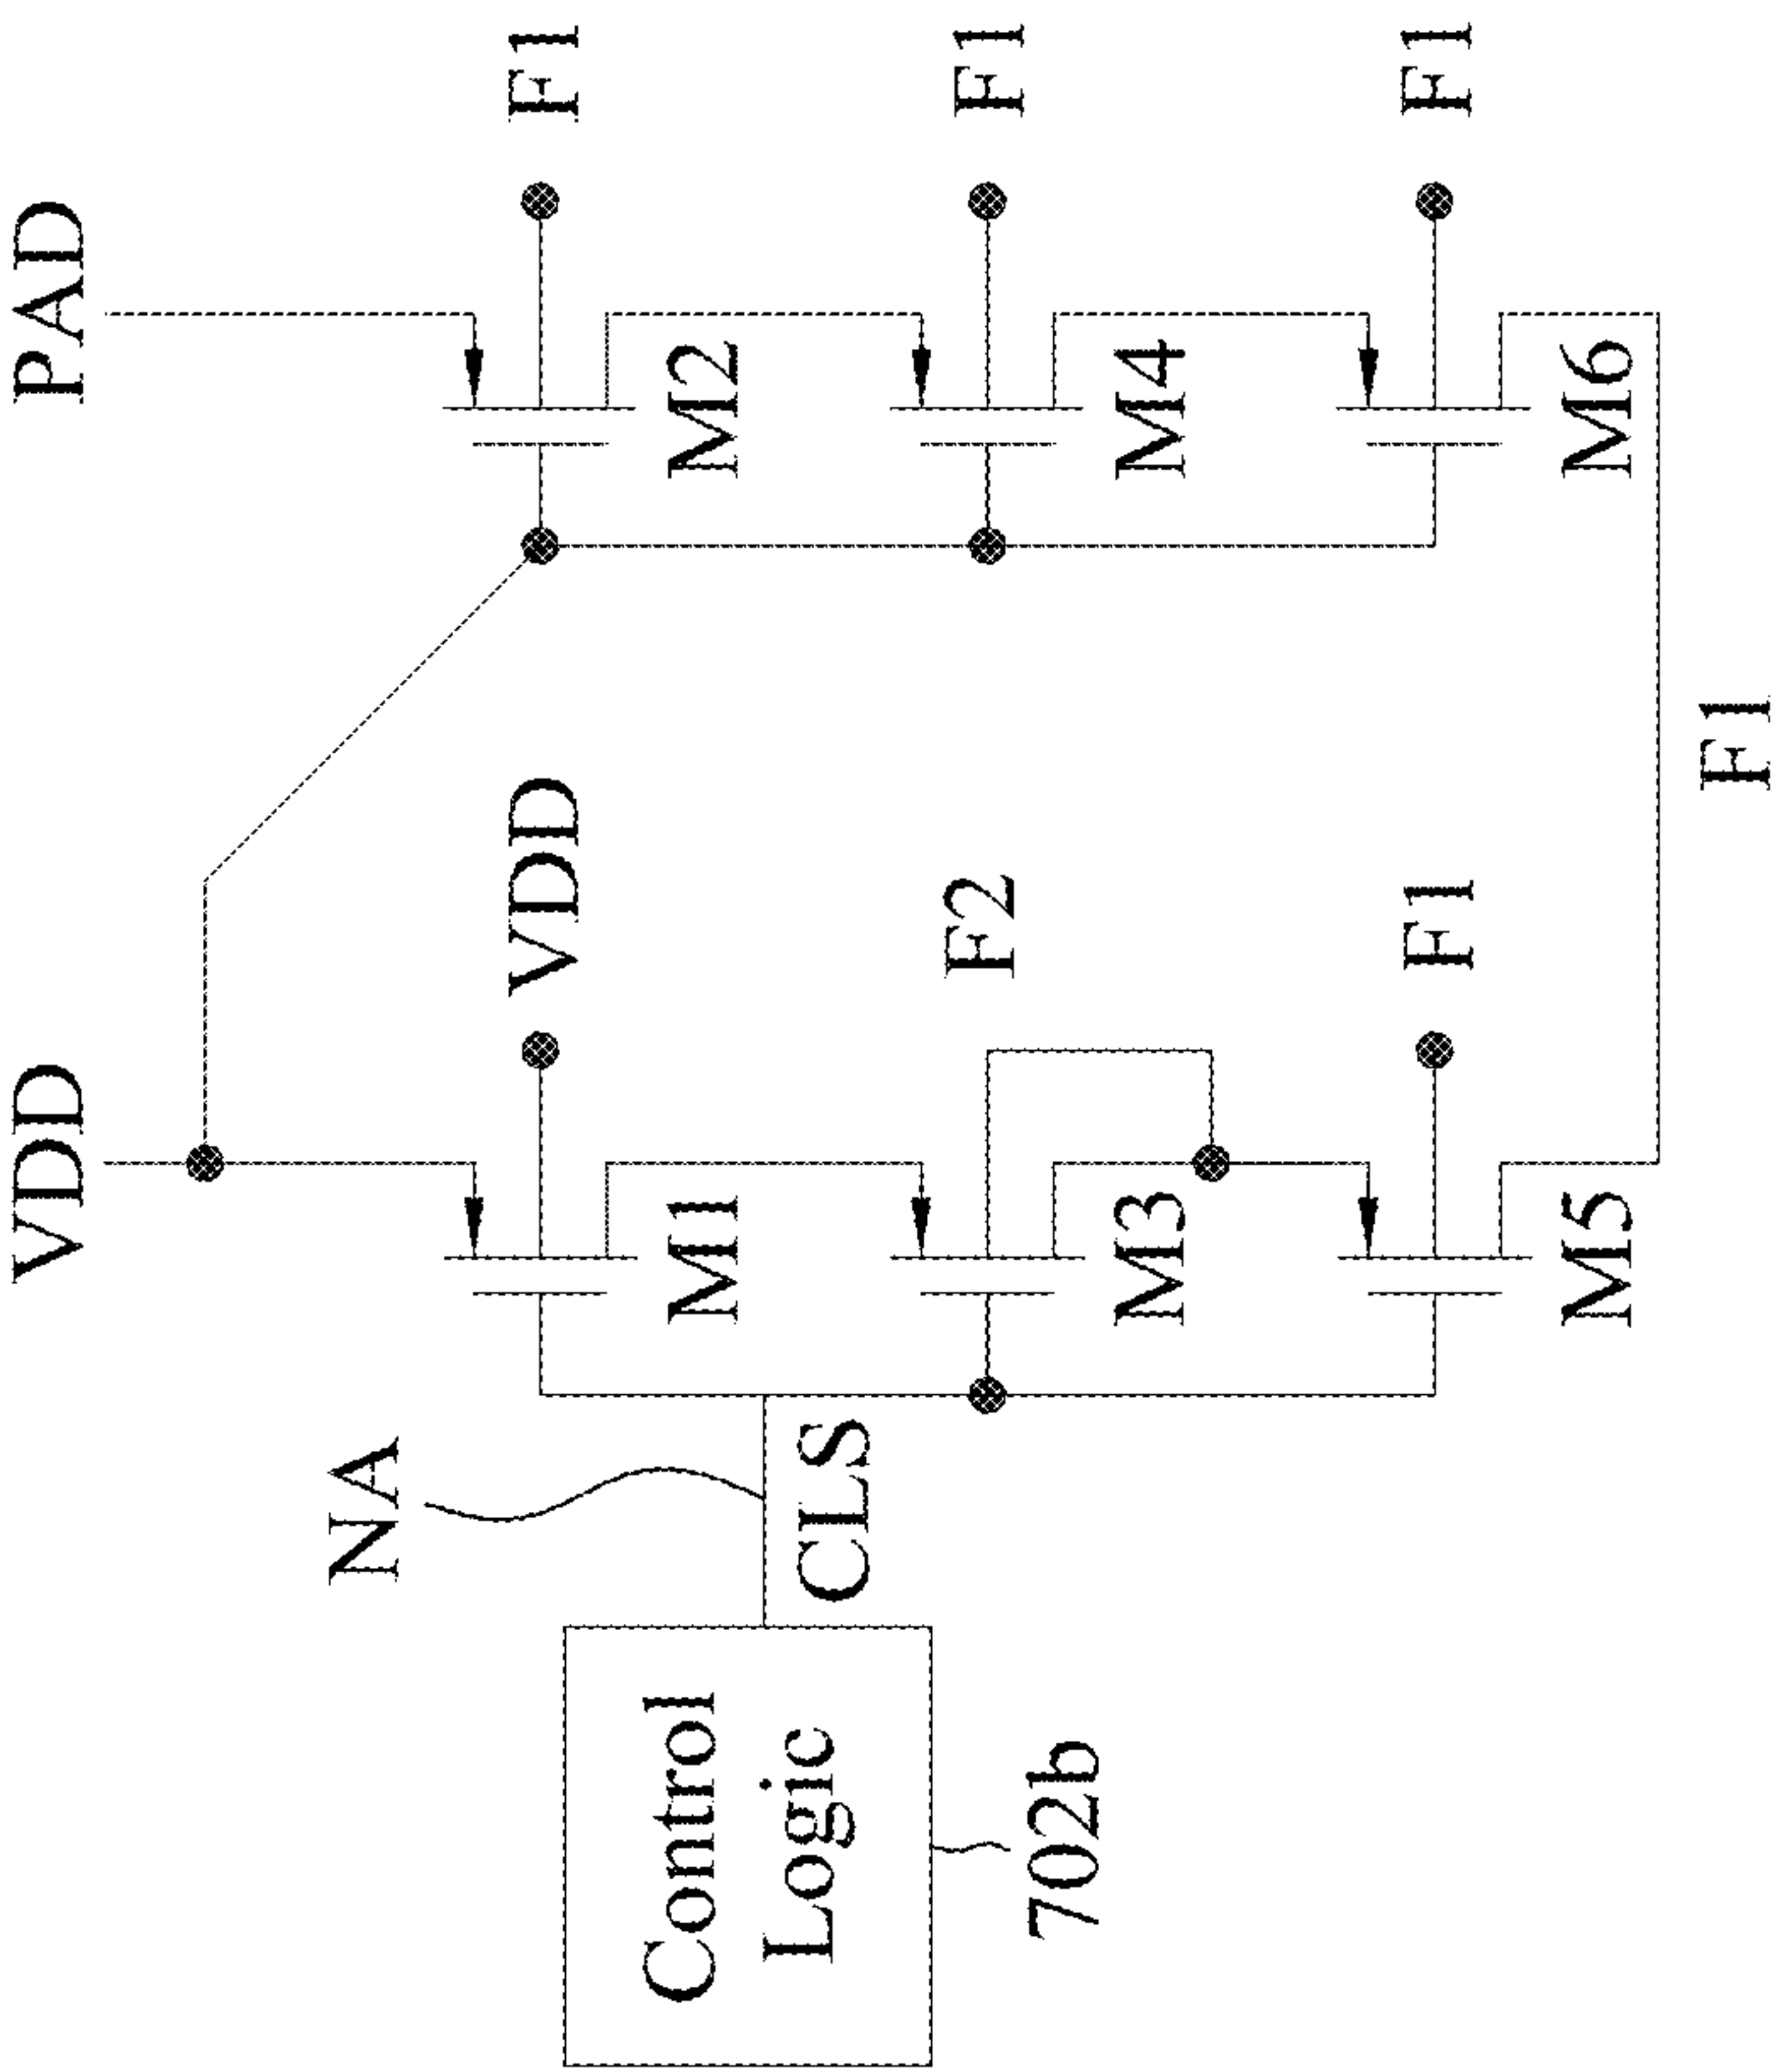 VDD
PAD
NA
VDD
F1
Control
Logic
M1
M2
CLS
F2
F1
702b
M3
M4
F1
F1
M5
M6
F1